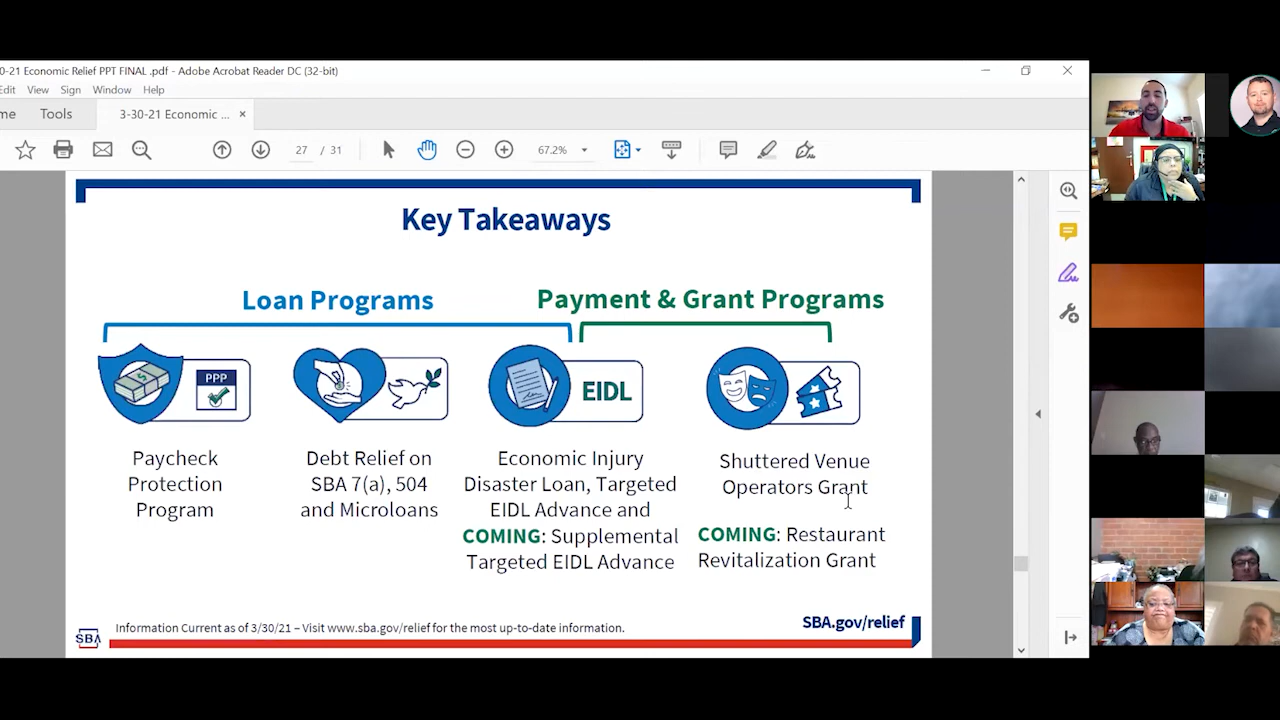 0-21 Economic Relief PPT FINAL .pdf - Adobe Acrobat Reader DC (32-bit)
Edit View Sign Window Help
me Tools 3-30-21 Economic ... ×
27 / 31 67.2%
Key Takeaways
Loan Programs
Payment & Grant Programs
PPP
EIDL
Paycheck
Protection
Program
Debt Relief on
SBA 7(a), 504
and Microloans
Economic Injury
Disaster Loan, Targeted
EIDL Advance and
COMING: Supplemental
Targeted EIDL Advance
Shuttered Venue
Operators Grant
COMING: Restaurant
Revitalization Grant
SBA
Information Current as of 3/30/21 – Visit www.sba.gov/relief for the most up-to-date information.
SBA.gov/relief